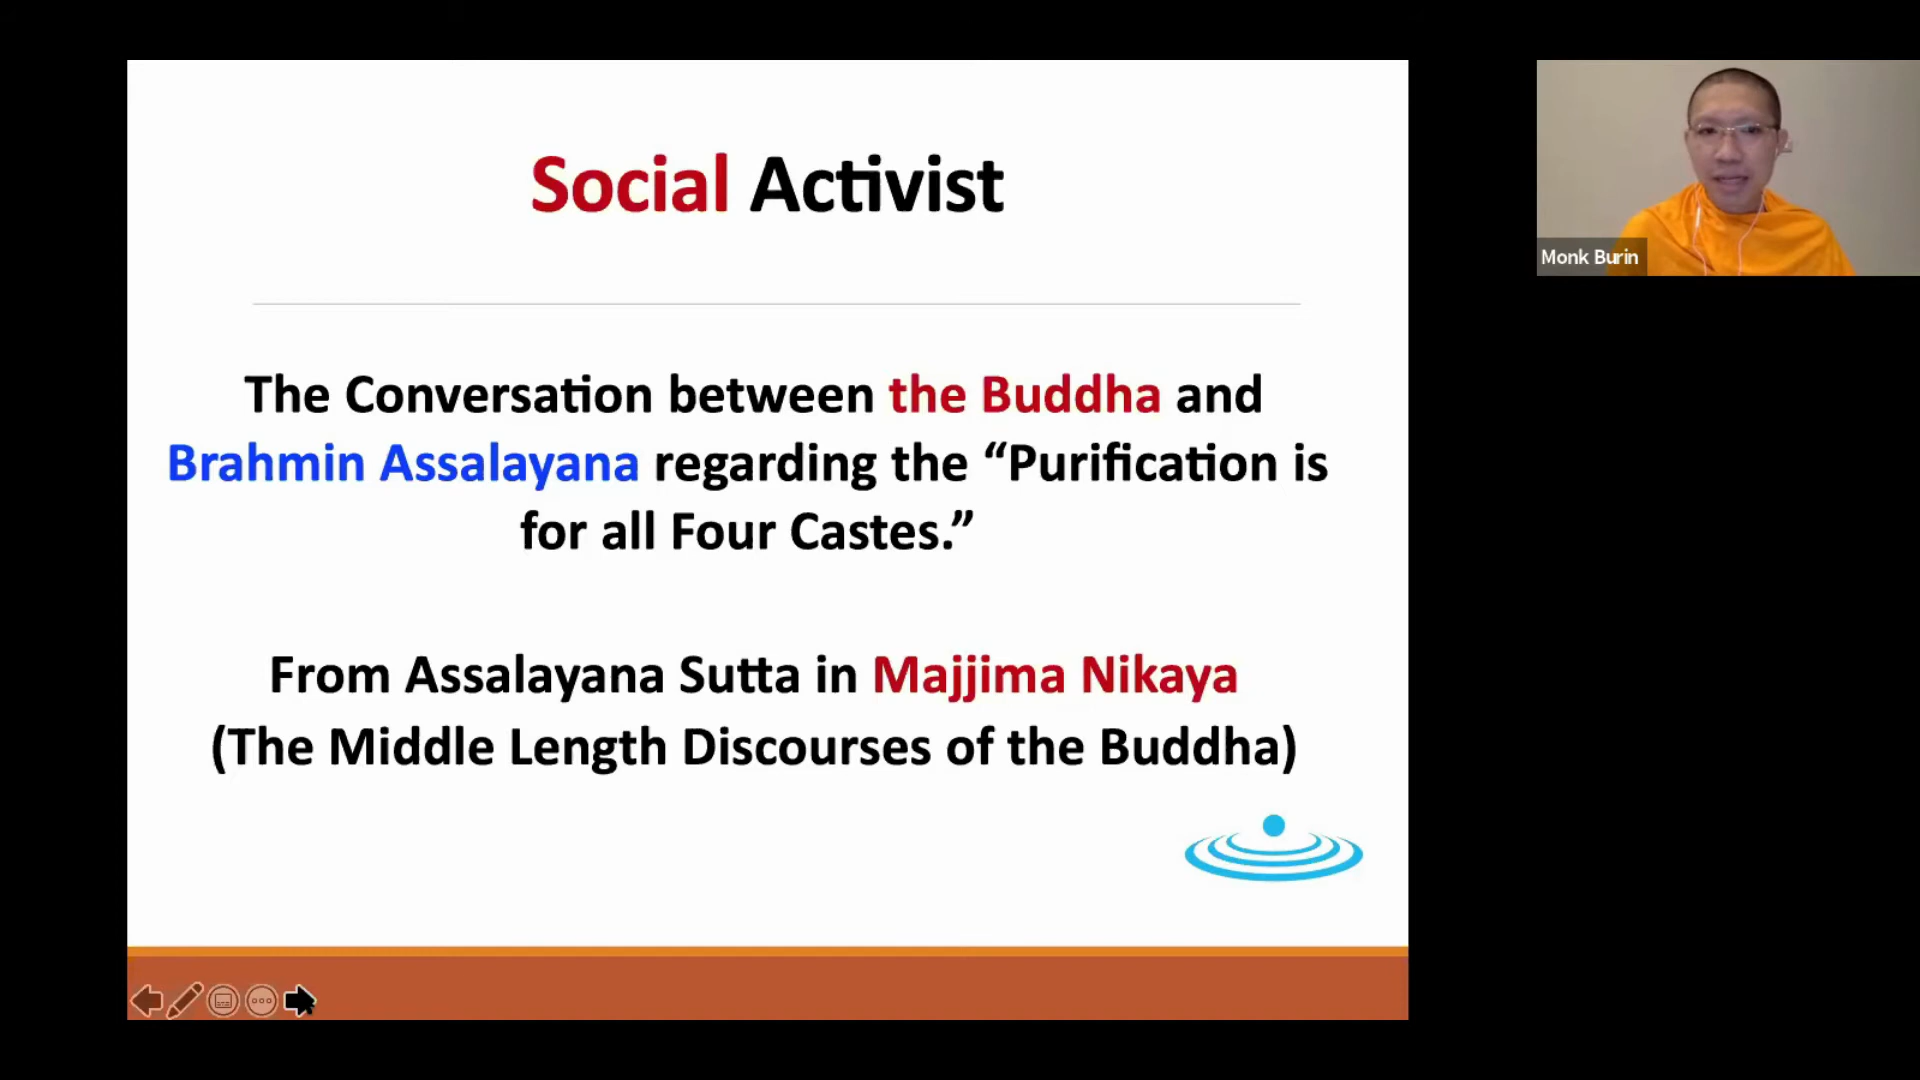 Social Activist
The Conversation between the Buddha and
Brahmin Assalayana regarding the “Purification is
for all Four Castes.”
From Assalayana Sutta in Majjima Nikaya
(The Middle Length Discourses of the Buddha)
Monk Burin